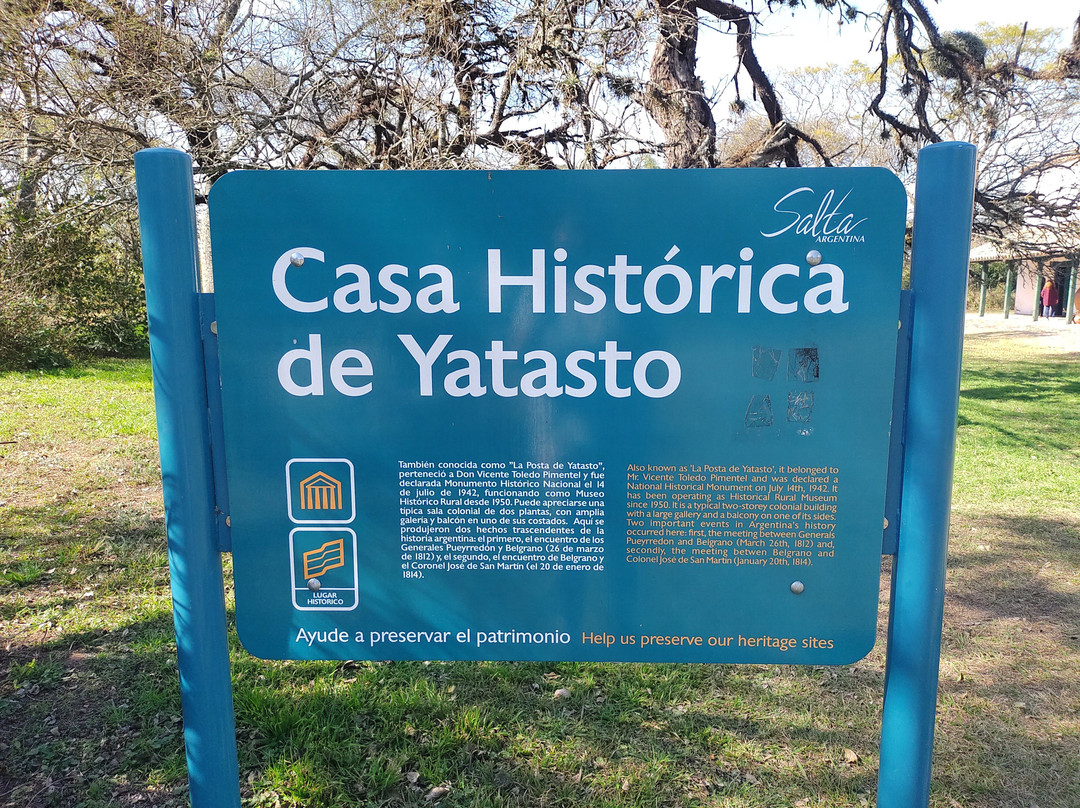 Salta
ARGENTINA
Casa Histórica
de Yatasto
También conocida como "La Posta de Yatasto",
perteneció a Don Vicente Toledo Pimentel y fue
declarada Monumento Histórico Nacional el 14
de julio de 1942, funcionando como Museo
Histórico Rural desde 1950. Puede apreciarse una
típica sala colonial de dos plantas, con amplia
galería y balcón en uno de sus costados. Aquí se
produjeron dos hechos trascendentes de la
historia argentina: el primero, el encuentro de los
Generales Pueyrredón y Belgrano (26 de marzo
de 1812) y, el segundo, el encuentro de Belgrano y
el Coronel José de San Martín (el 20 de enero de
1814).
Also known as 'La Posta de Yatasto', it belonged to
Mr. Vicente Toledo Pimentel and was declared a
National Historical Monument on July 14th, 1942. It
has been operating as Historical Rural Museum
since 1950. It is a typical two-storey colonial building
with a large gallery and a balcony on one of its sides.
Two important events in Argentina's history
occurred here: first, the meeting between Generals
Pueyrredon and Belgrano (March 26th, 1812) and,
secondly, the meeting betwen Belgrano and
Colonel José de San Martín (January 20th, 1814).
LUGAR
HISTORICO
Ayude a preservar el patrimonio Help us preserve our heritage sites